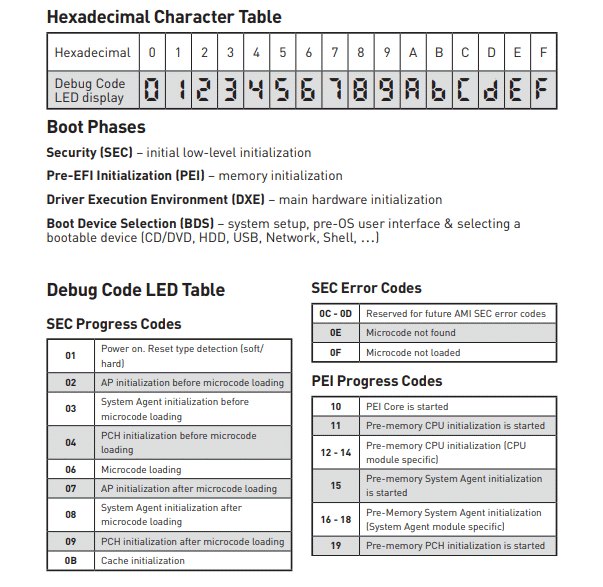 Hexadecimal Character Table
Hexadecimal 0 1 2 3 4 5 6 7 8 9 A B C D E F
Debug Code 0 1 2 3 4 5 6 7 8 9 A b C d E F
LED display
Boot Phases
Security (SEC) – initial low-level initialization
Pre-EFI Initialization (PEI) – memory initialization
Driver Execution Environment (DXE) – main hardware initialization
Boot Device Selection (BDS) – system setup, pre-OS user interface & selecting a
bootable device (CD/DVD, HDD, USB, Network, Shell, ...)
Debug Code LED Table
SEC Progress Codes
01 Power on. Reset type detection (soft/
hard)
02 AP initialization before microcode loading
03 System Agent initialization before
microcode loading
04 PCH initialization before microcode
loading
06 Microcode loading
07 AP initialization after microcode loading
08 System Agent initialization after
microcode loading
09 PCH initialization after microcode loading
0B Cache initialization
SEC Error Codes
0C - 0D Reserved for future AMI SEC error codes
0E Microcode not found
0F Microcode not loaded
PEI Progress Codes
10 PEI Core is started
11 Pre-memory CPU initialization is started
12 - 14 Pre-memory CPU initialization (CPU
module specific)
15 Pre-memory System Agent initialization
is started
16 - 18 Pre-Memory System Agent initialization
(System Agent module specific)
19 Pre-memory PCH initialization is started